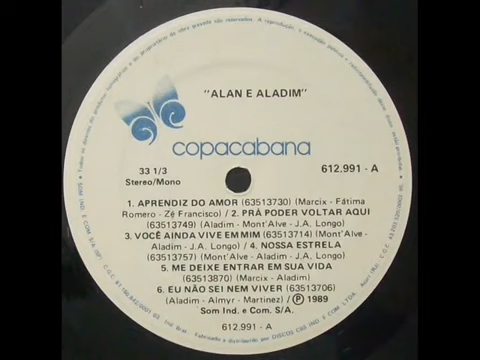 "ALAN E ALADIM"
copacabana
33 1/3
Stereo/Mono
612.991 - A
1. APRENDIZ DO AMOR (63513730) (Marcix - Fátima
Romero - Zé Francisco) / 2. PRÁ PODER VOLTAR AQUI
(63513749) (Aladim - Mont'Alve - J.A. Longo)
3. VOCÊ AINDA VIVE EM MIM (63513714) (Mont'Alve -
Aladim - J.A. Longo) / 4. NOSSA ESTRELA
(63513757) (Mont'Alve - Aladim - J.A. Longo)
5. ME DEIXE ENTRAR EM SUA VIDA
(63513870) (Marcix - Aladim)
6. EU NÃO SEI NEM VIVER (63513706)
(Aladim - Almyr - Martinez) / Ⓟ 1989
Som Ind. e Com. S/A.
612.991 - A